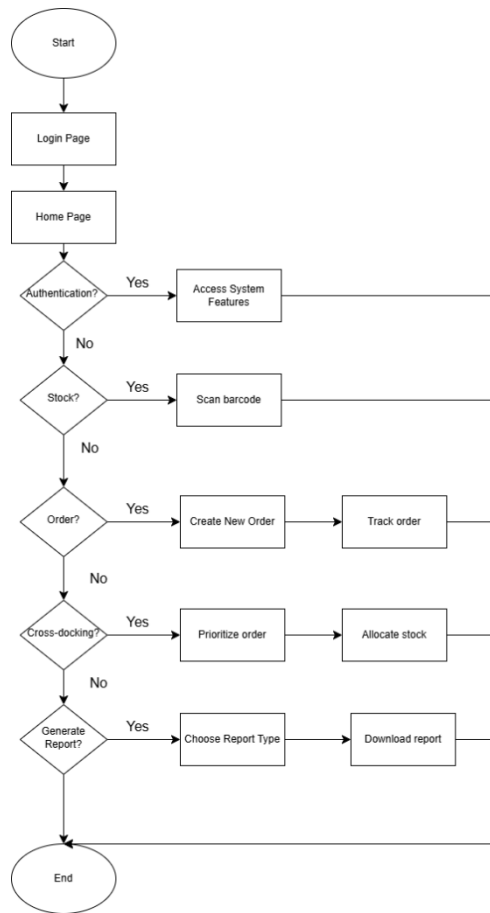 Start
Login Page
Home Page
Authentication?
Yes
Access System
Features
No
Stock?
Yes
Scan barcode
No
Order?
Yes
Create New Order
Track order
No
Cross-docking?
Yes
Prioritize order
Allocate stock
No
Generate
Report?
Yes
Choose Report Type
Download report
End